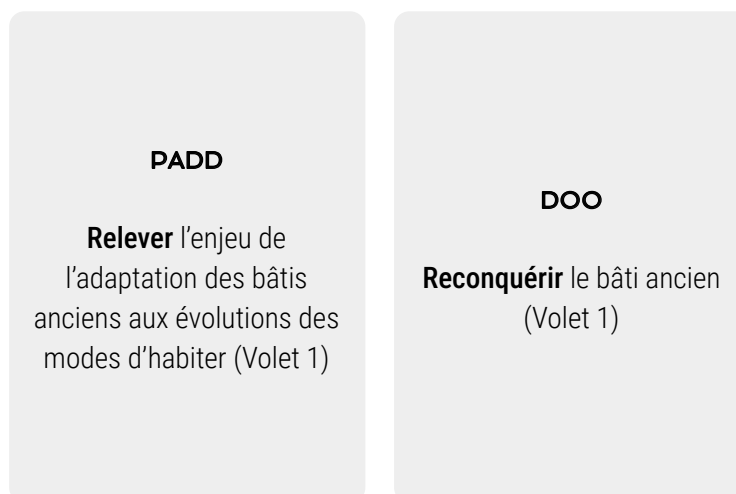 PADD
Relever l’enjeu de
l’adaptation des bâtis
anciens aux évolutions des
modes d’habiter (Volet 1)
DOO
Reconquérir le bâti ancien
(Volet 1)